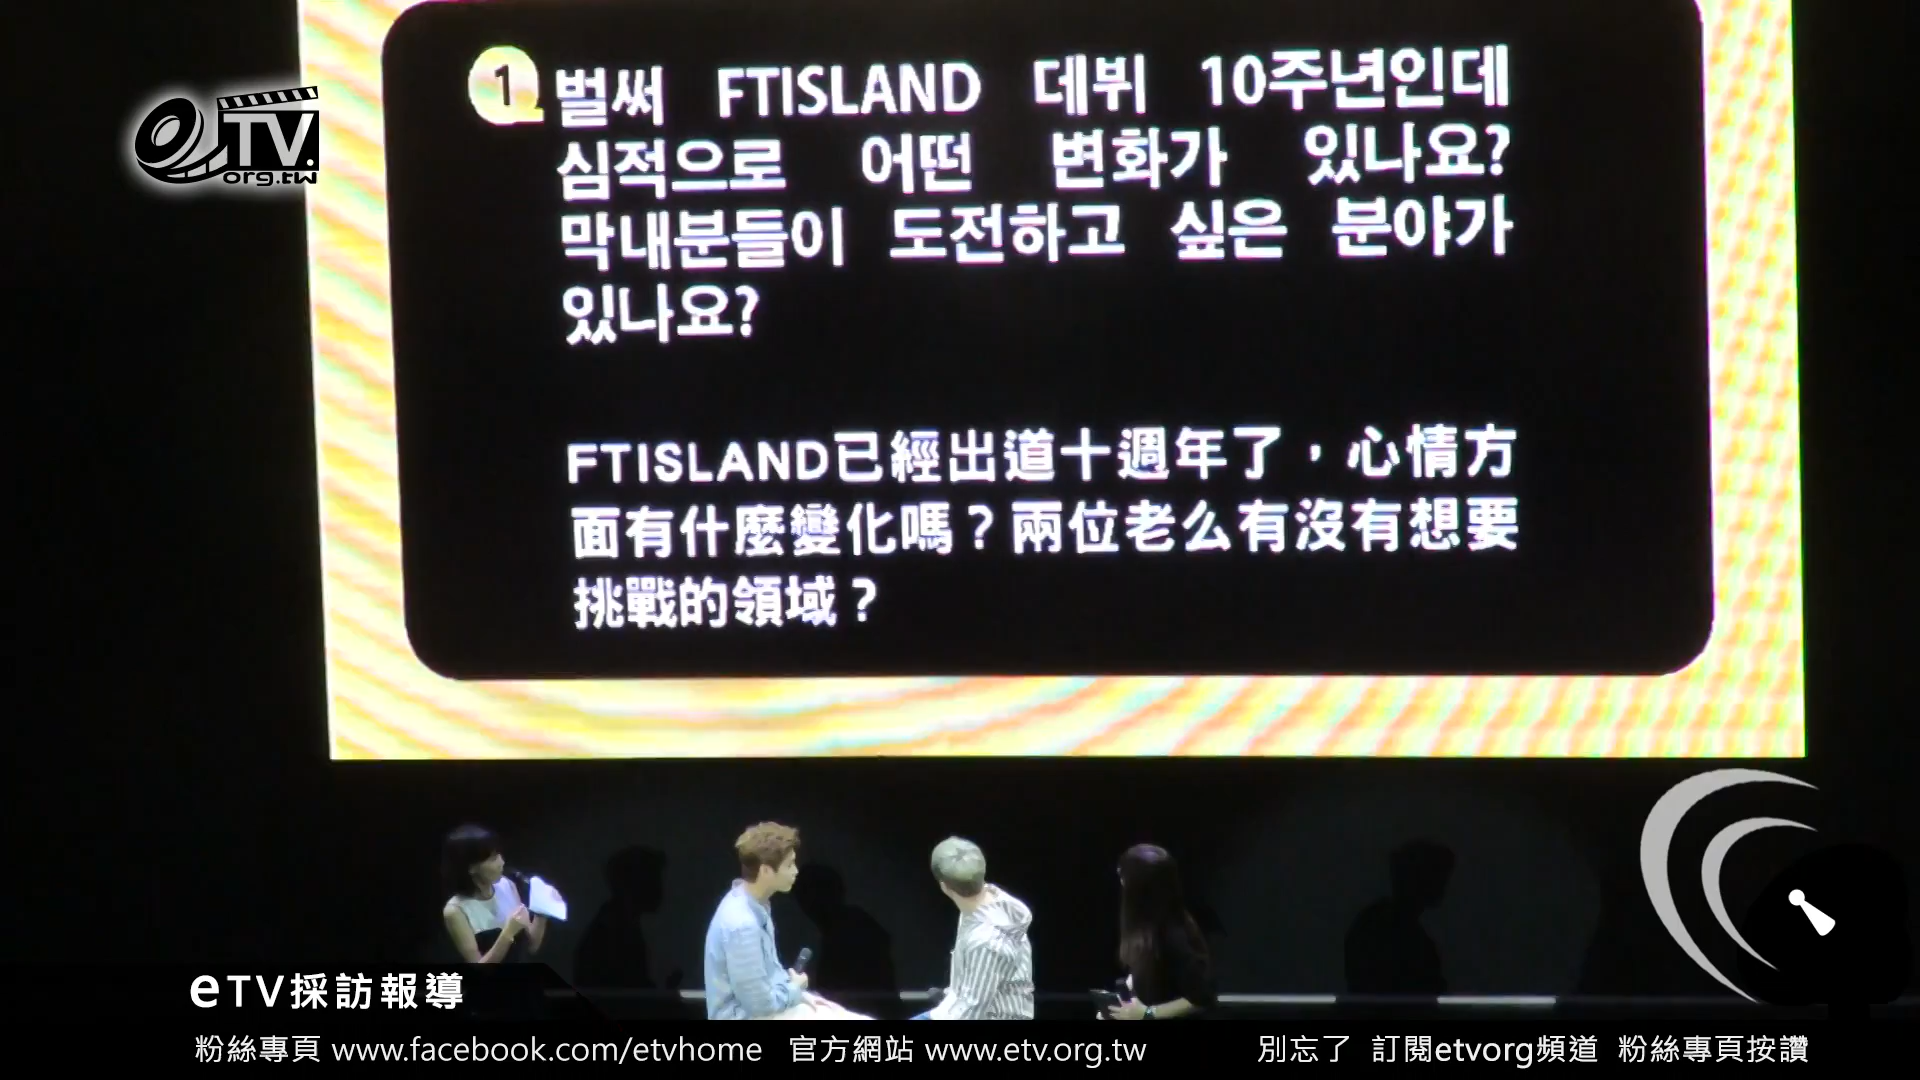 eTV.
org.tw
1 벌써 FTISLAND 데뷔 10주년인데
심적으로 어떤 변화가 있나요?
막내분들이 도전하고 싶은 분야가
있나요?
FTISLAND已經出道十週年了，心情方
面有什麼變化嗎？兩位老么有沒有想要
挑戰的領域？
eTV採訪報導
粉絲專頁 www.facebook.com/etvhome 官方網站 www.etv.org.tw 別忘了 訂閱etvorg頻道 粉絲專頁按讚